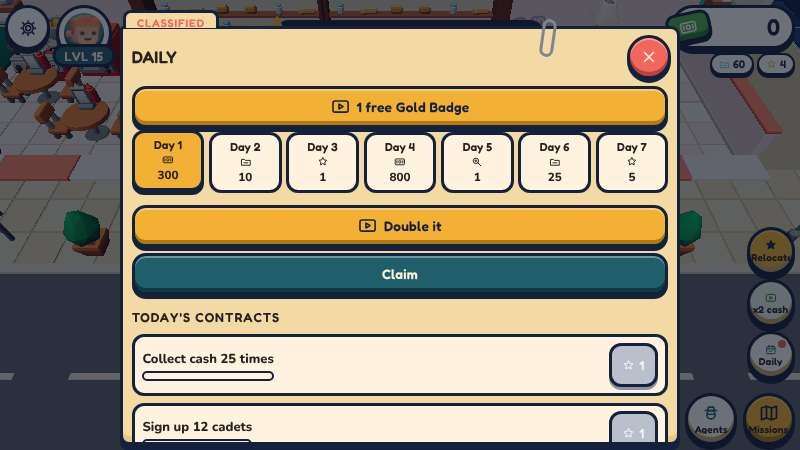 CLASSIFIED
DAILY
LVL 15
0
60
4
1 free Gold Badge
Day 1
300
Day 2
10
Day 3
1
Day 4
800
Day 5
1
Day 6
25
Day 7
5
Double it
Claim
TODAY'S CONTRACTS
Collect cash 25 times
1
Sign up 12 cadets
1
Relocate
x2 cash
Daily
Agents
Missions